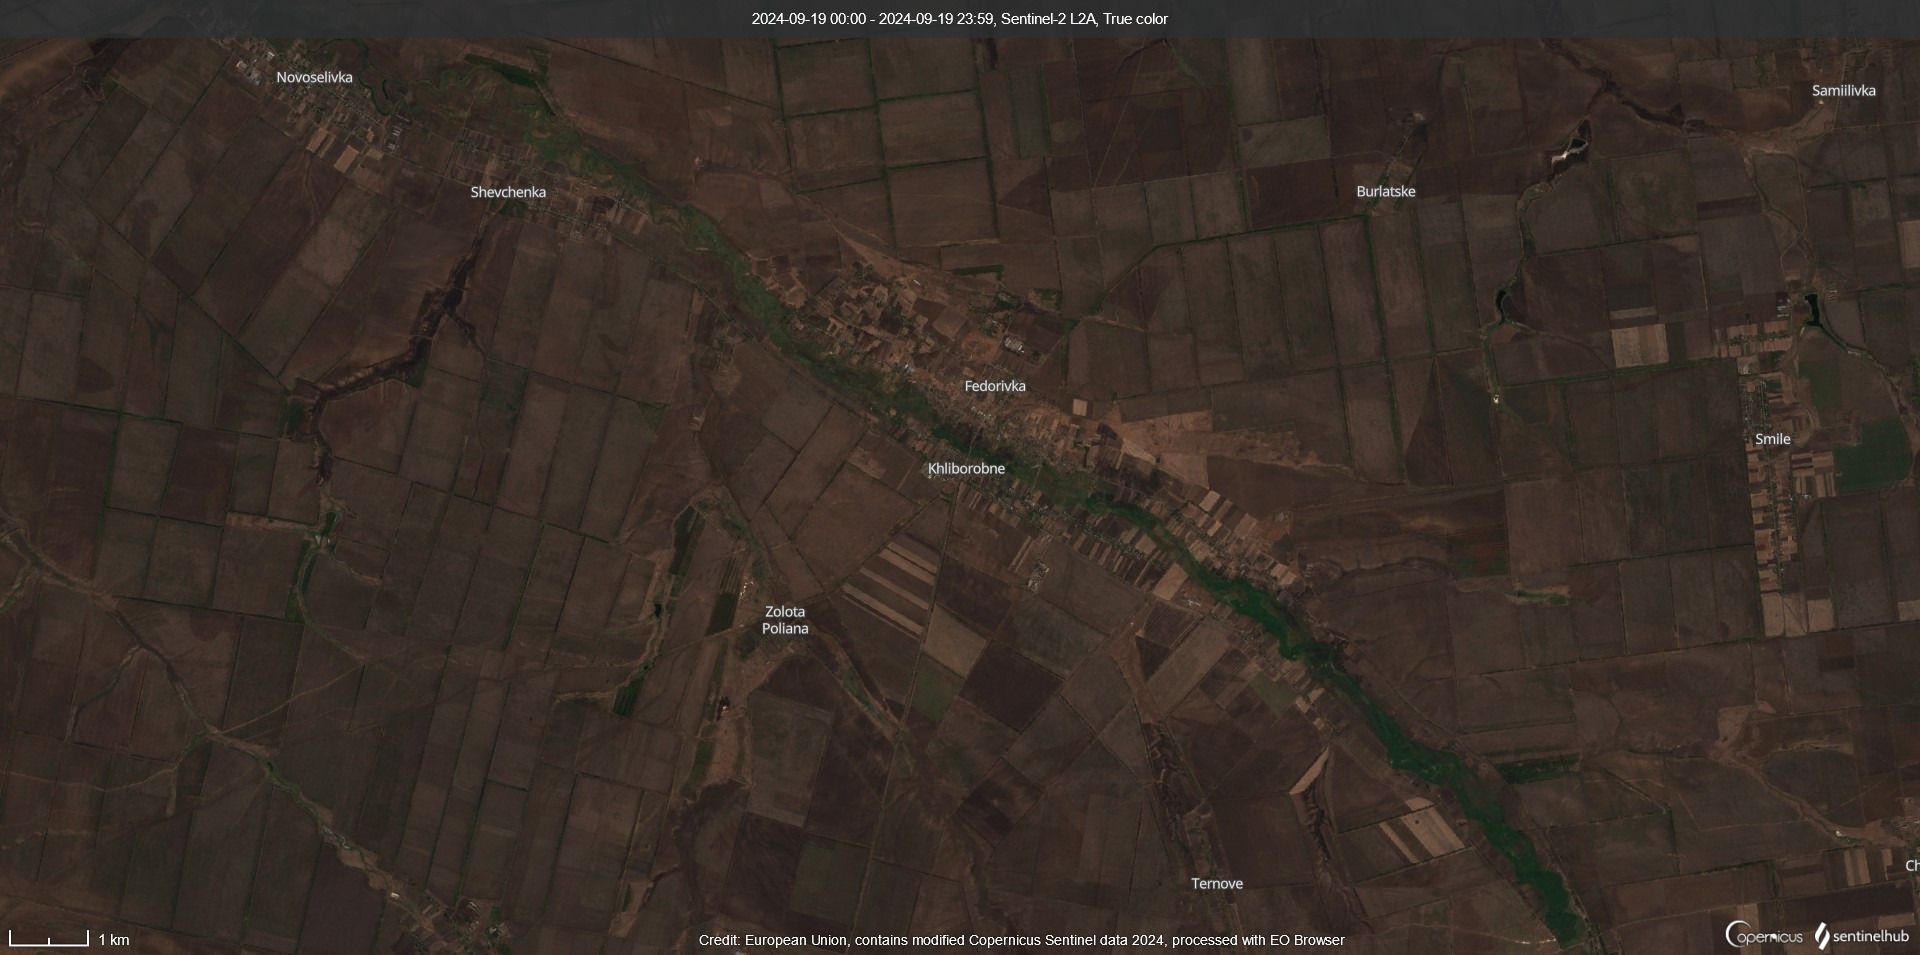 2024-09-19 00:00 - 2024-09-19 23:59, Sentinel-2 L2A, True color
Novoselivka
Samiilivka
Shevchenka
Burlatske
Fedorivka
Smile
Khliborobne
Zolota
Poliana
Ch
Ternove
1 km
Credit: European Union, contains modified Copernicus Sentinel data 2024, processed with EO Browser
opernicus
sentinelhub